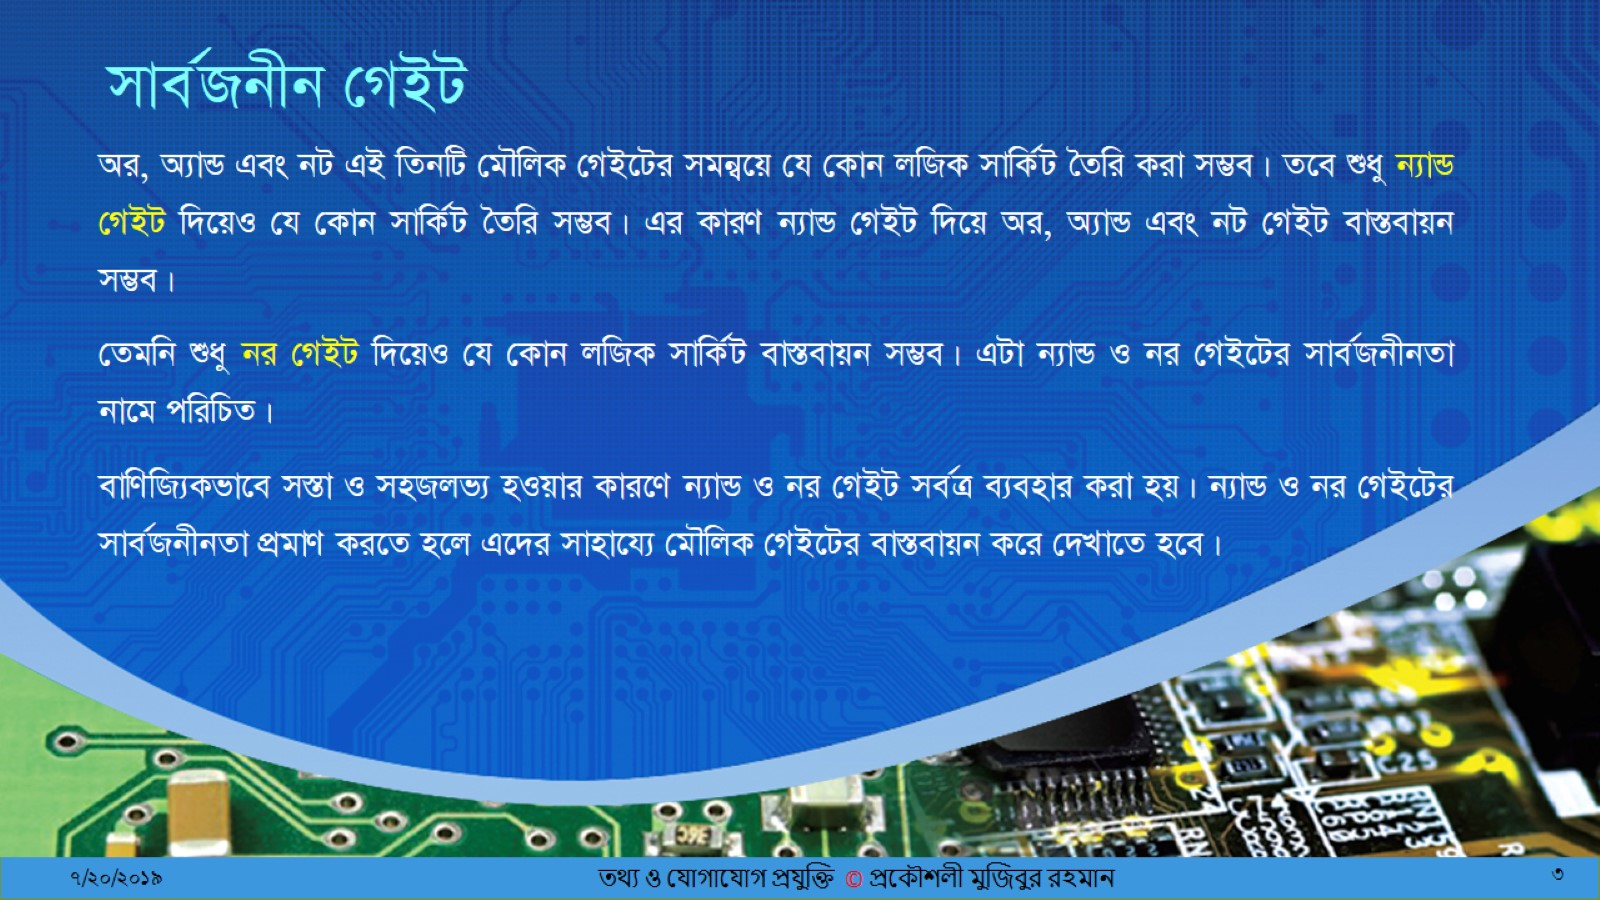 সার্বজনীন গেইট
অর, অ্যান্ড এবং নট এই তিনটি মৌলিক গেইটের সমন্বয়ে যে কোন লজিক সার্কিট তৈরি করা সম্ভব। তবে শুধু ন্যান্ড
গেইট দিয়েও যে কোন সার্কিট তৈরি সম্ভব। এর কারণ ন্যান্ড গেইট দিয়ে অর, অ্যান্ড এবং নট গেইট বাস্তবায়ন
সম্ভব।
তেমনি শুধু নর গেইট দিয়েও যে কোন লজিক সার্কিট বাস্তবায়ন সম্ভব। এটা ন্যান্ড ও নর গেইটের সার্বজনীনতা
নামে পরিচিত।
বাণিজ্যিকভাবে সস্তা ও সহজলভ্য হওয়ার কারণে ন্যান্ড ও নর গেইট সর্বত্র ব্যবহার করা হয়। ন্যান্ড ও নর গেইটের
সার্বজনীনতা প্রমাণ করতে হলে এদের সাহায্যে মৌলিক গেইটের বাস্তবায়ন করে দেখাতে হবে।
C25
৭/২০/২০১৯
তথ্য ও যোগাযোগ প্রযুক্তি © প্রকৌশলী মুজিবুর রহমান
৩